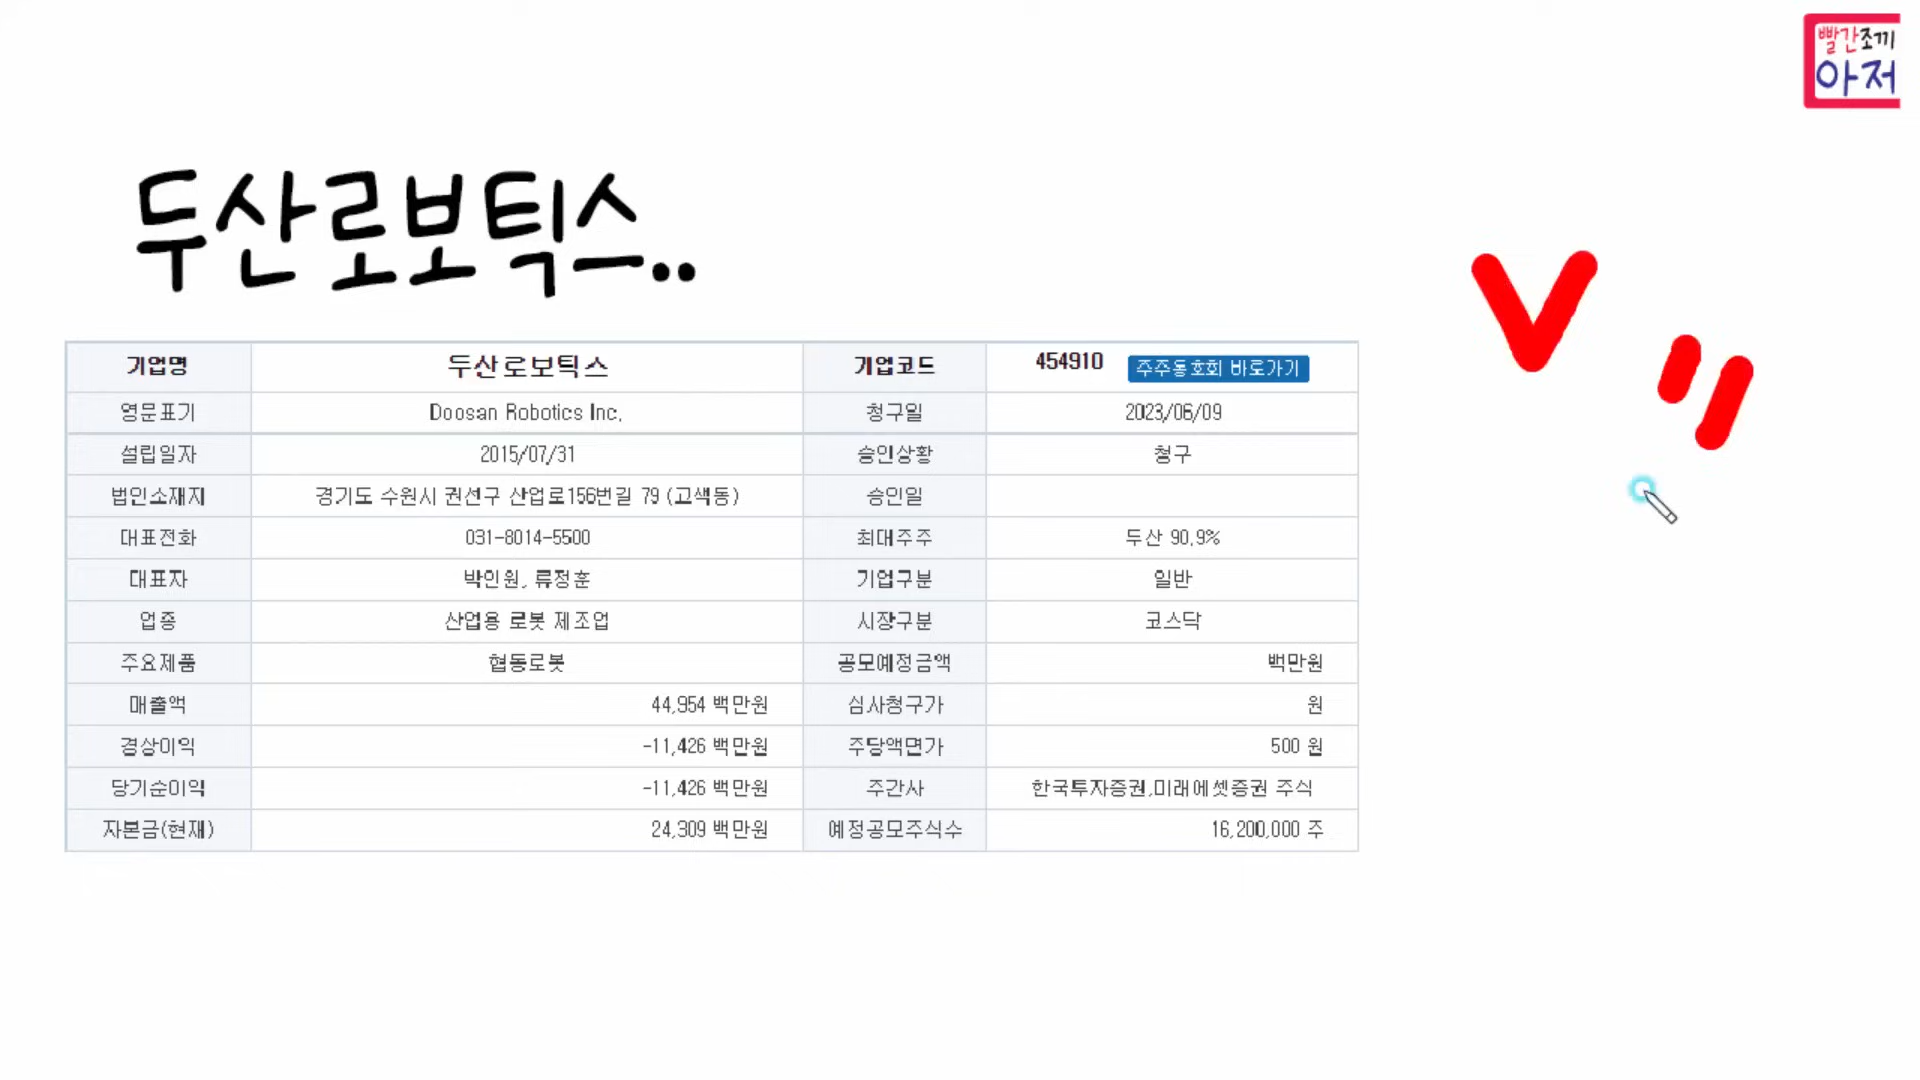 빨간조끼
아저
두산로보틱스..
기업명 두산로보틱스 기업코드 454910 주주동호회 바로가기
영문표기 Doosan Robotics Inc. 청구일 2023/06/09
설립일자 2015/07/31 승인상황 청구
법인소재지 경기도 수원시 권선구 산업로156번길 79 (고색동) 승인일
대표전화 031-8014-5500 최대주주 두산 90.9%
대표자 박인원, 류정훈 기업구분 일반
업종 산업용 로봇 제조업 시장구분 코스닥
주요제품 협동로봇 공모예정금액 백만원
매출액 44,954 백만원 심사청구가 원
경상이익 -11,426 백만원 주당액면가 500 원
당기순이익 -11,426 백만원 주간사 한국투자증권,미래에셋증권 주식
자본금(현재) 24,309 백만원 예정공모주식수 16,200,000 주